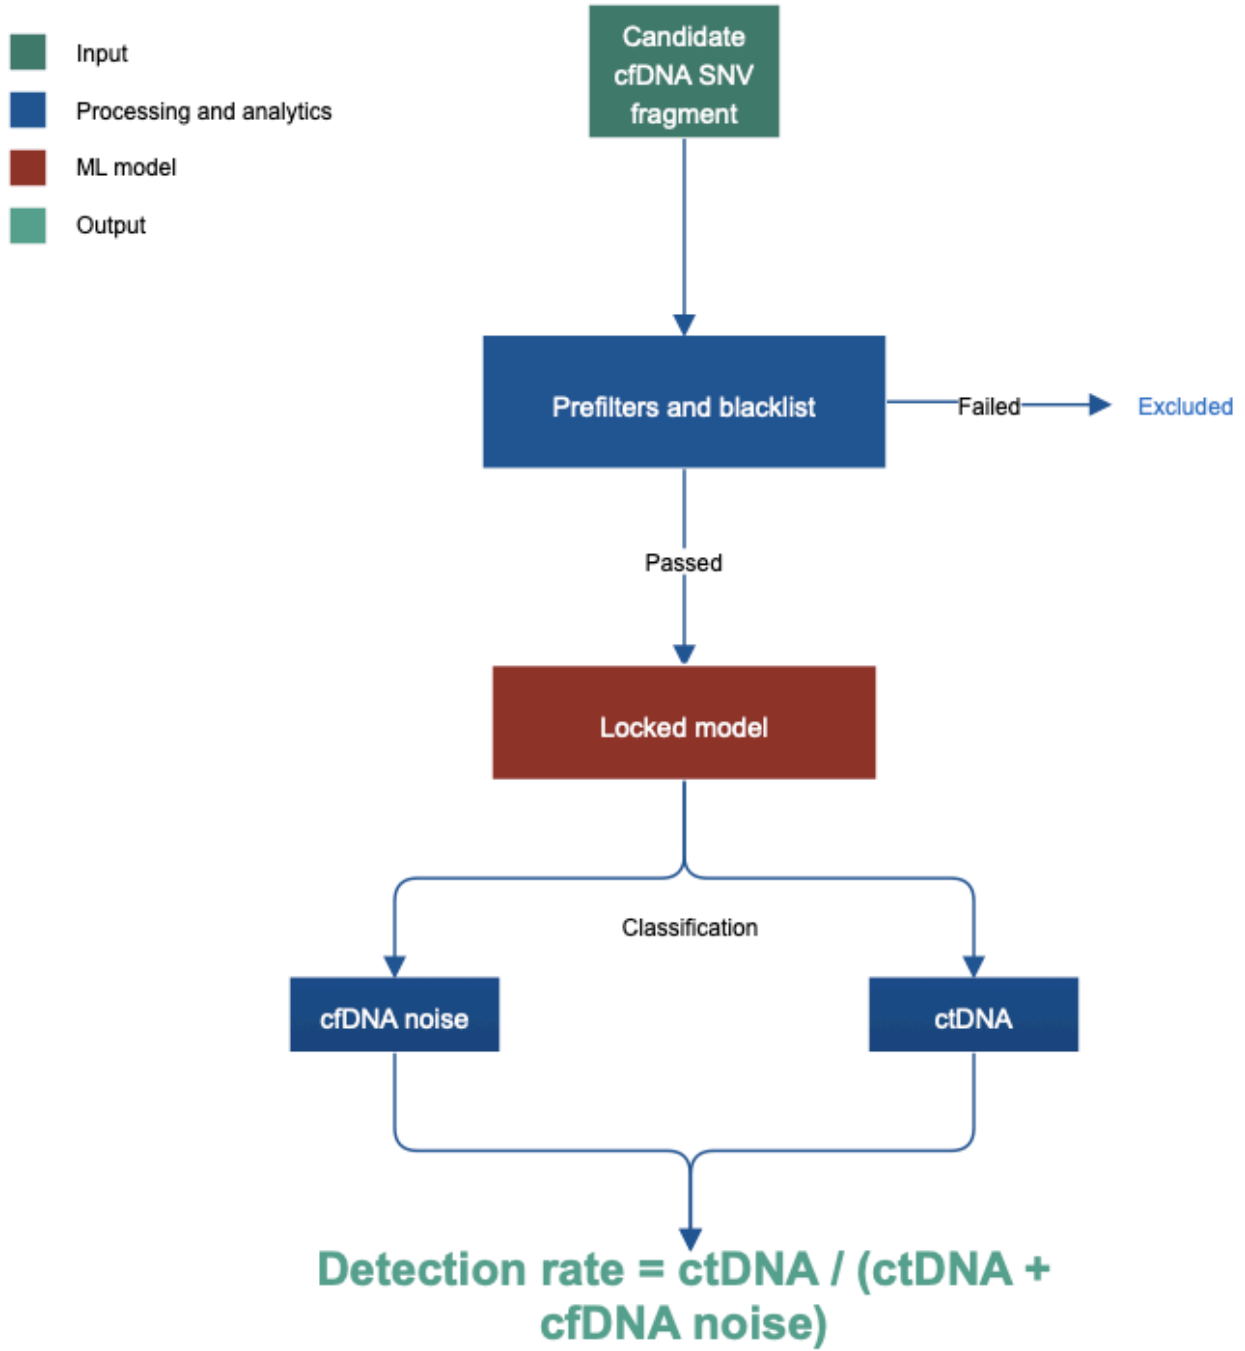 Input
Processing and analytics
ML model
Output
Candidate
cfDNA SNV
fragment
Prefilters and blacklist
Failed
Excluded
Passed
Locked model
Classification
cfDNA noise
ctDNA
Detection rate = ctDNA / (ctDNA +
cfDNA noise)